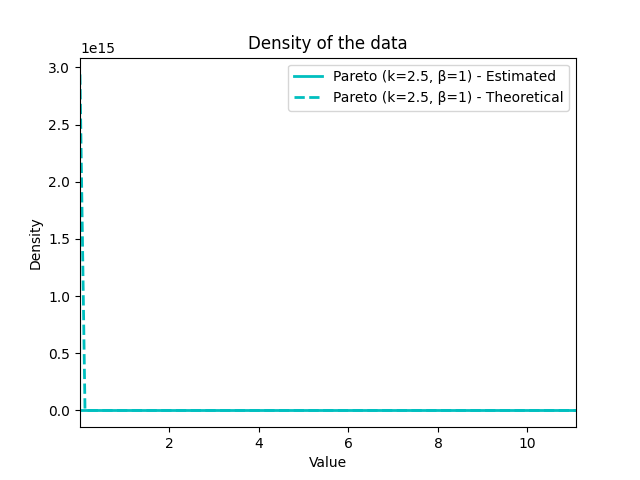 Density of the data
1e15
Pareto (k=2.5, β=1) - Estimated
Pareto (k=2.5, β=1) - Theoretical
Density
3.0
2.5
2.0
1.5
1.0
0.5
0.0
2 4 6 8 10
Value